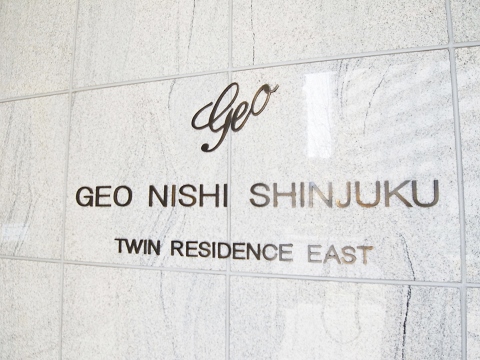 Geo
GEO NISHI SHINJUKU
TWIN RESIDENCE EAST